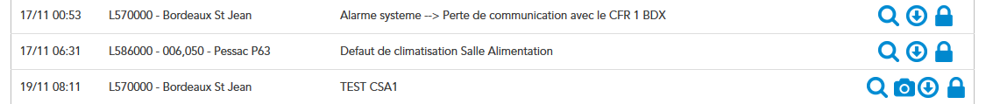 17/11 00:53 L570000 - Bordeaux St Jean Alarme systeme --> Perte de communication avec le CFR 1 BDX
17/11 06:31 L586000 - 006,050 - Pessac P63 Defaut de climatisation Salle Alimentation
19/11 08:11 L570000 - Bordeaux St Jean TEST CSA1